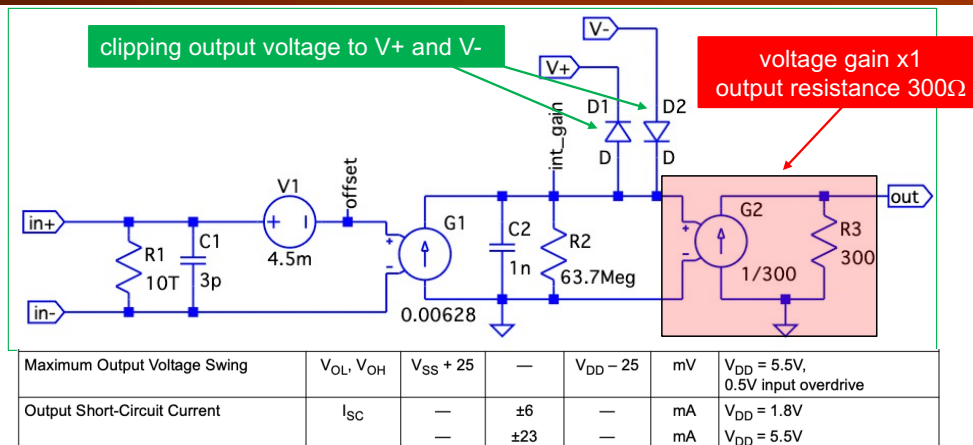 clipping output voltage to V+ and V-
voltage gain x1
output resistance 300Ω
V-
V+
D1
D2
D
D
int_gain
offset
V1
4.5m
in+
in-
R1
10T
C1
3p
+
-
G1
0.00628
C2
1n
R2
63.7Meg
+
-
G2
1/300
R3
300
out
Maximum Output Voltage Swing VOL, VOH VSS + 25 — VDD – 25 mV VDD = 5.5V,
0.5V input overdrive
Output Short-Circuit Current ISC — ±6 — mA VDD = 1.8V
— ±23 — mA VDD = 5.5V